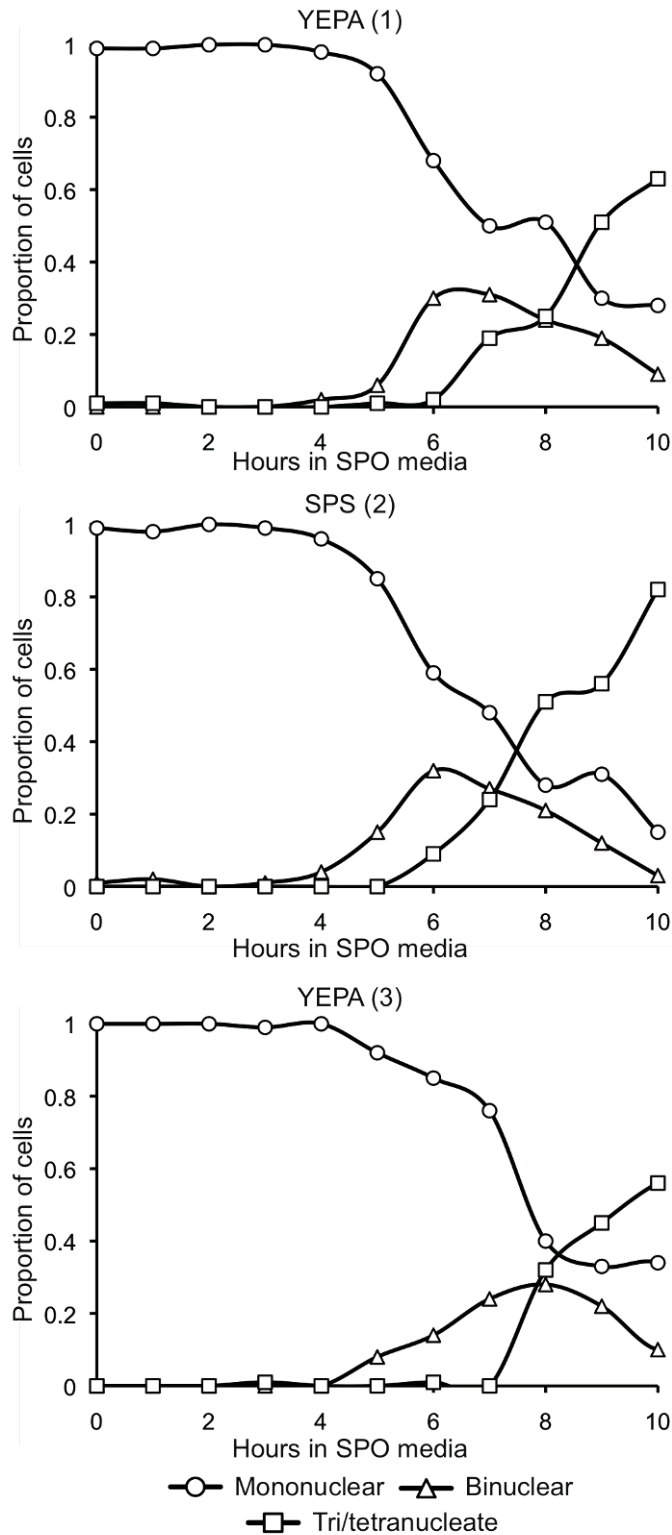 YEPA (1)
Proportion of cells
1
0.8
0.6
0.4
0.2
0
0 2 4 6 8 10
Hours in SPO media
SPS (2)
Proportion of cells
1
0.8
0.6
0.4
0.2
0
0 2 4 6 8 10
Hours in SPO media
YEPA (3)
Proportion of cells
1
0.8
0.6
0.4
0.2
0
0 2 4 6 8 10
Hours in SPO media
Mononuclear Binuclear
Tri/tetranucleate